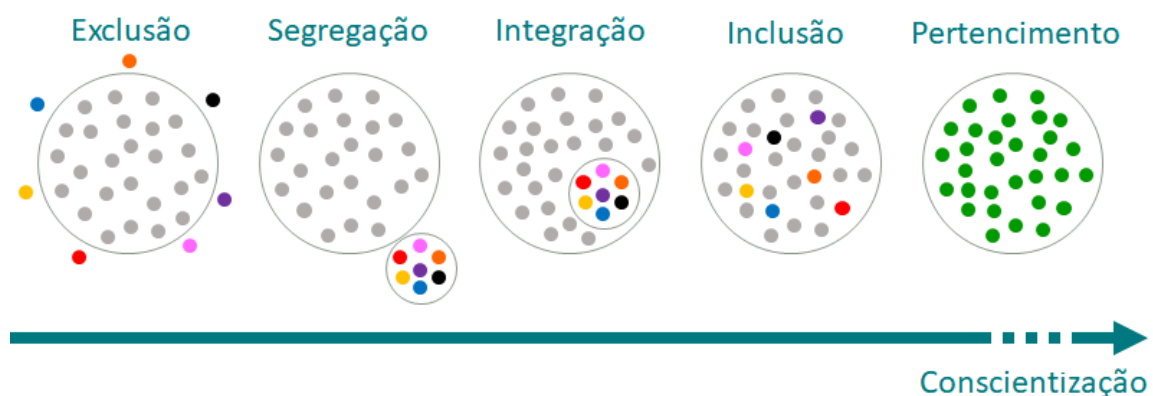 Exclusão
Segregação
Integração
Inclusão
Pertencimento
Conscientização